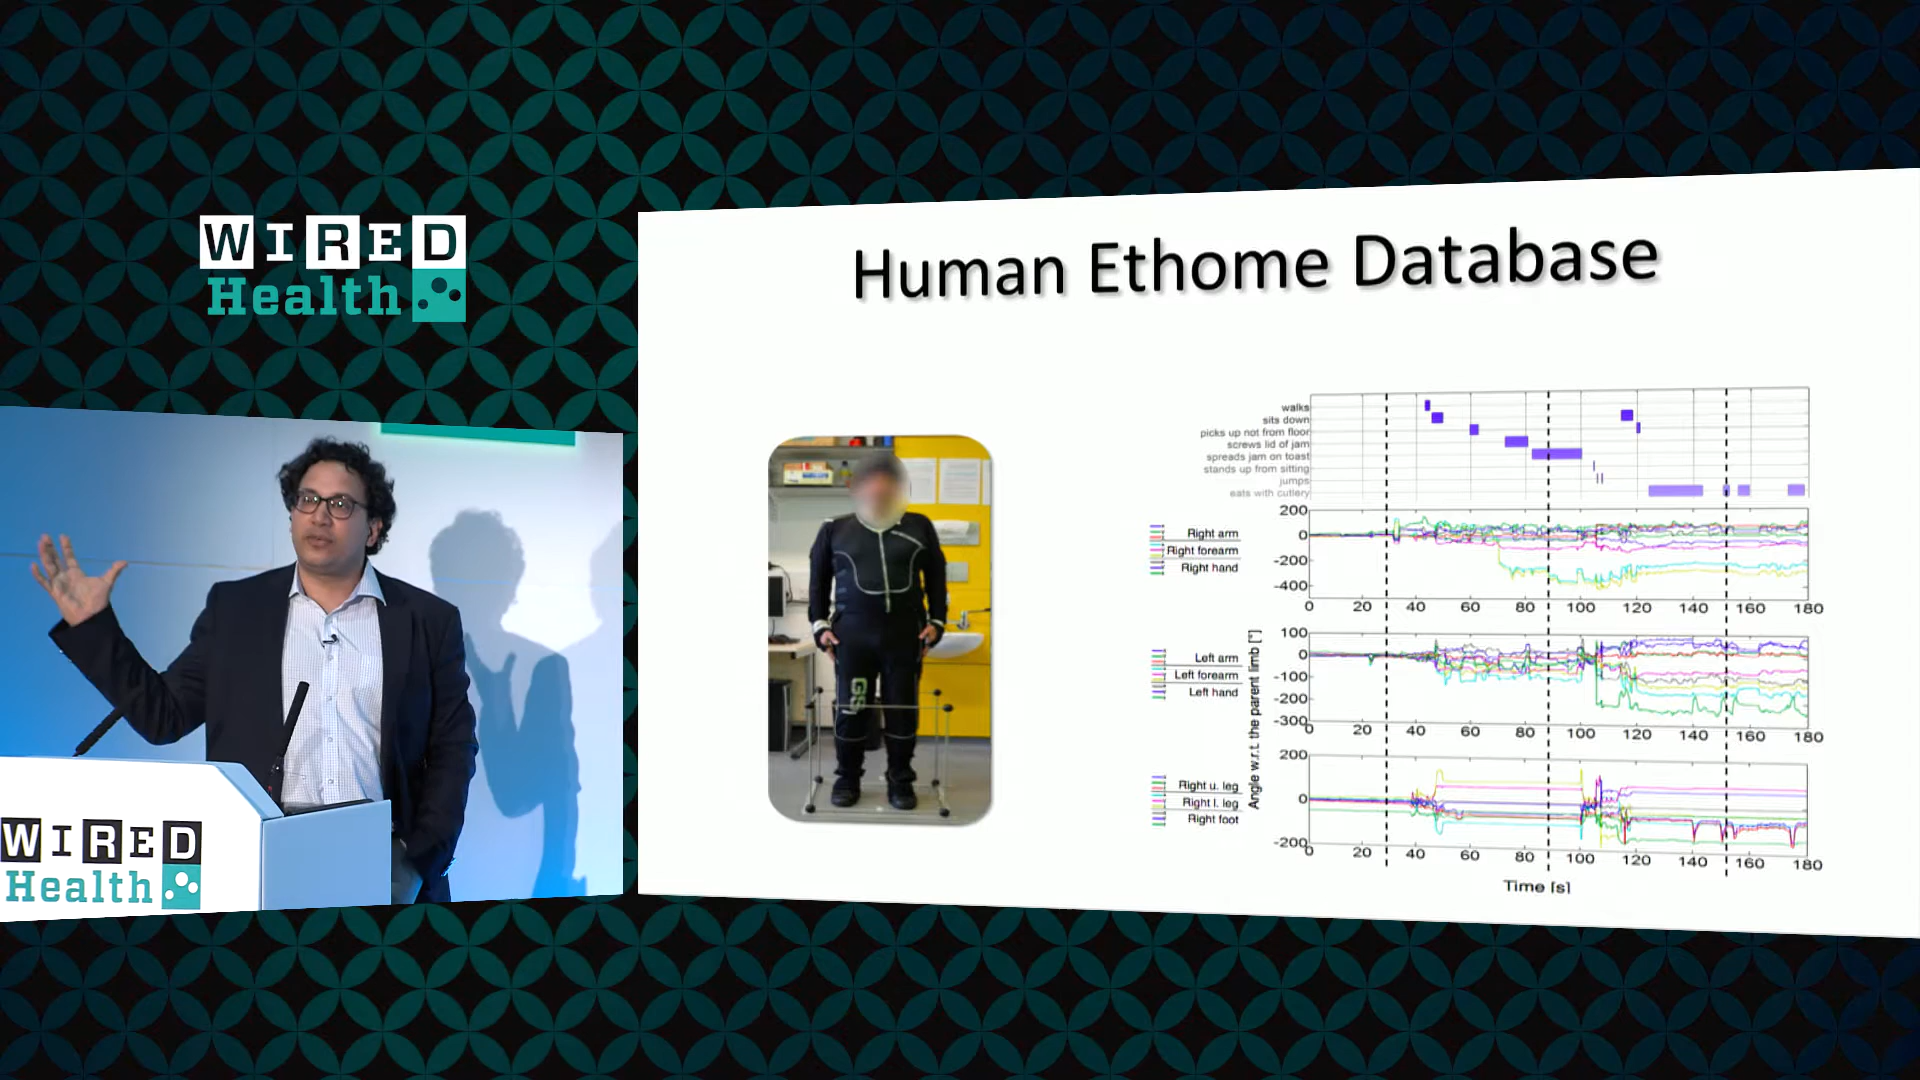 WIRED
Health
Human Ethome Database
walks
sits down
picks up not from floor
screws lid of jam
spreads jam on toast
stands up from sitting
jumps
eats with cutlery
200
0
-200
-400
Right arm
Right forearm
Right hand
0 20 40 60 80 100 120 140 160 180
100
0
-100
-200
-300
Left arm
Left forearm
Left hand
0 20 40 60 80 100 120 140 160 180
Angle w.r.t. the parent limb [°]
200
0
-200
Right u. leg
Right l. leg
Right foot
0 20 40 60 80 100 120 140 160 180
Time [s]
GS
WIRED
Health